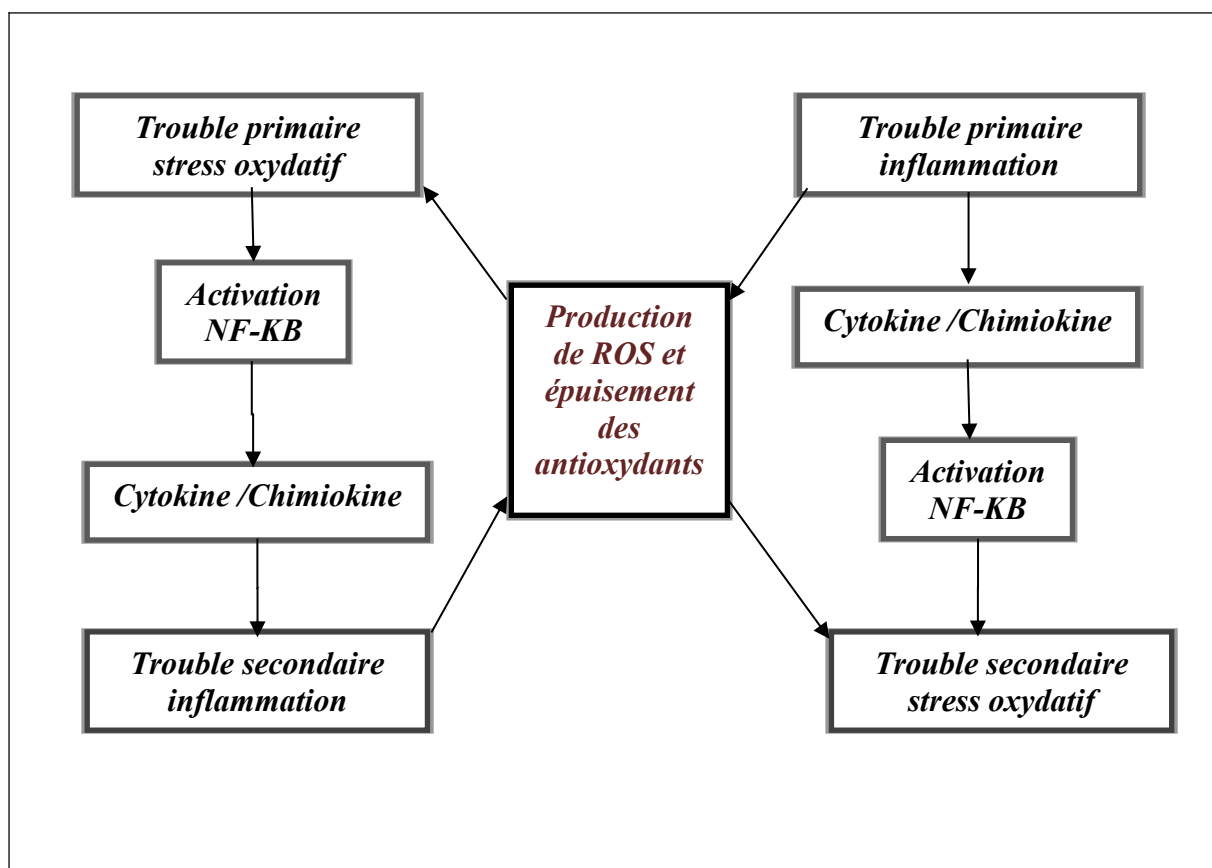 Trouble primaire
stress oxydatif
Activation
NF-KB
Cytokine /Chimiokine
Trouble secondaire
inflammation
Production
de ROS et
épuisement
des
antioxydants
Trouble primaire
inflammation
Cytokine /Chimiokine
Activation
NF-KB
Trouble secondaire
stress oxydatif